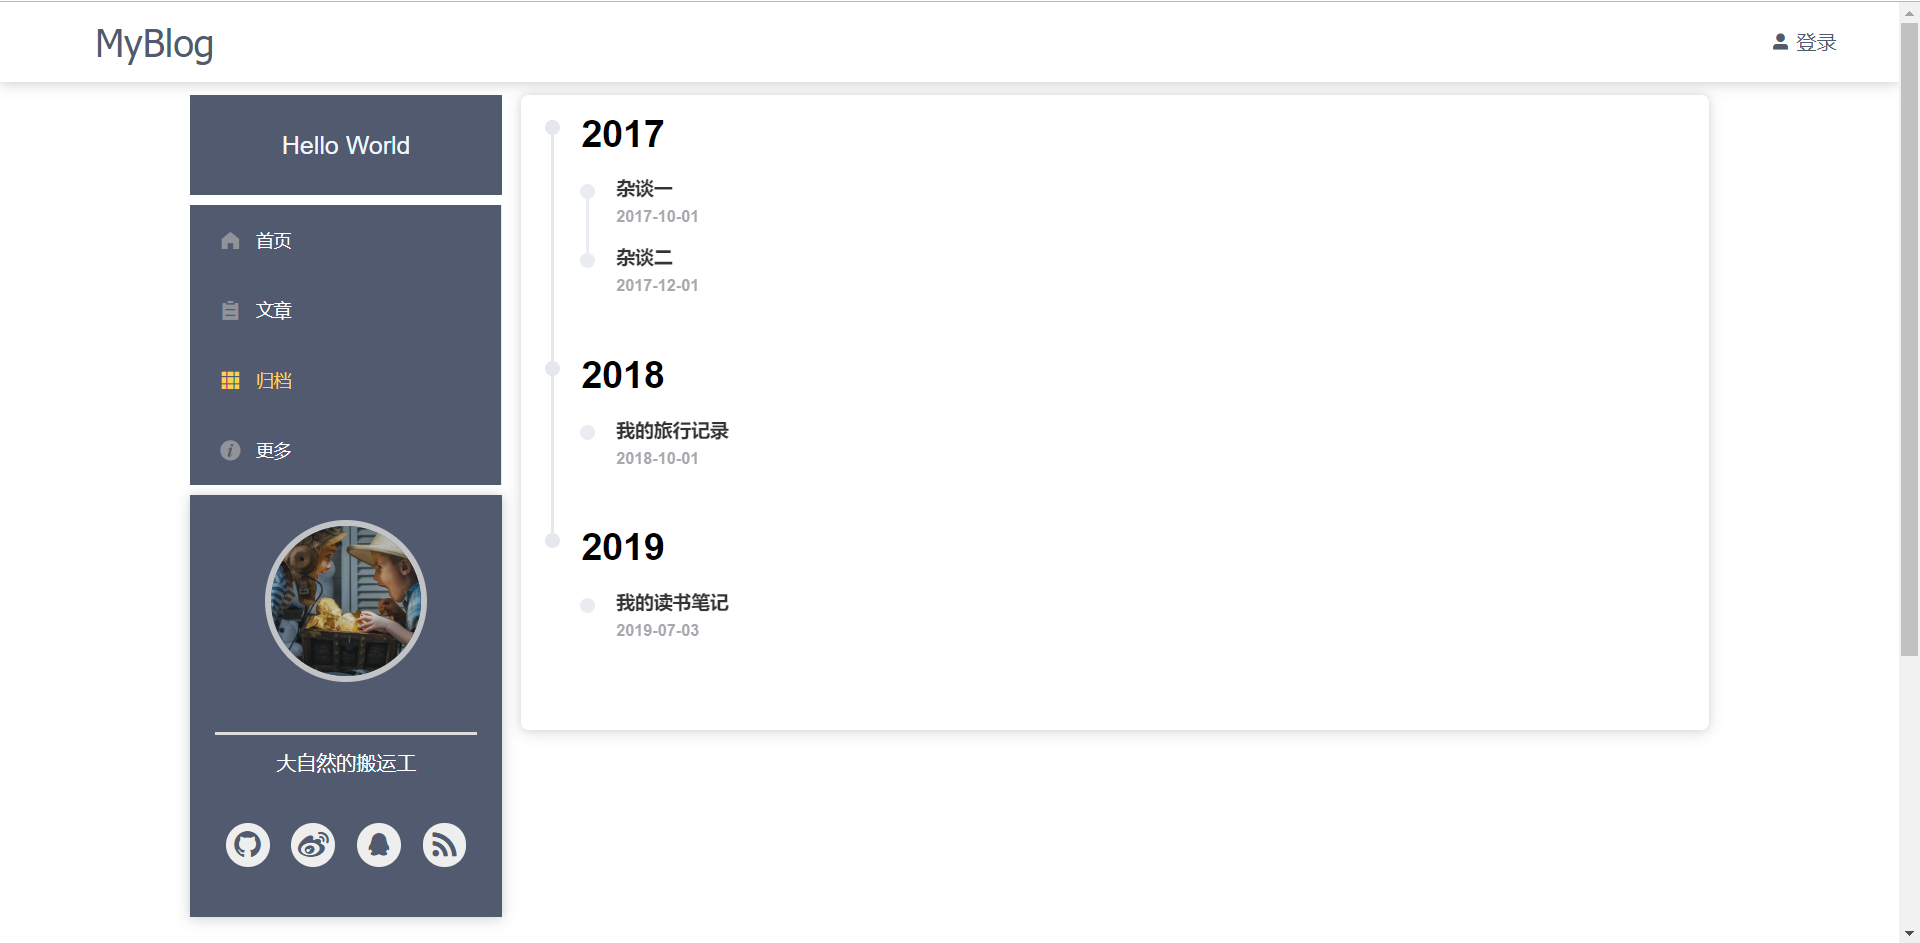 MyBlog
登录
Hello World
首页
文章
归档
更多
大自然的搬运工
2017
杂谈一
2017-10-01
杂谈二
2017-12-01
2018
我的旅行记录
2018-10-01
2019
我的读书笔记
2019-07-03